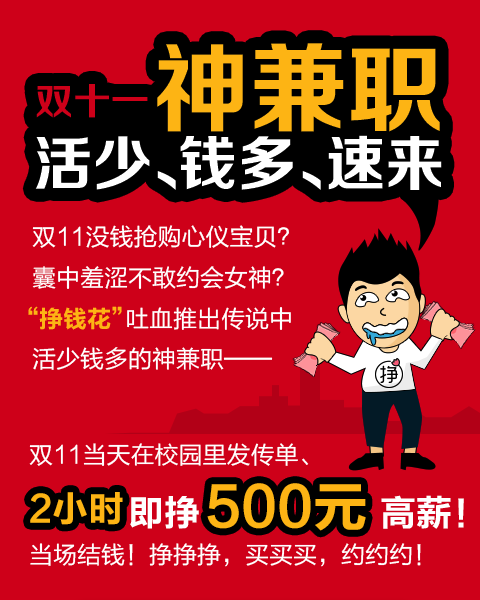 双十一神兼职
活少、钱多、速来
双11没钱抢购心仪宝贝？
囊中羞涩不敢约会女神？
“挣钱花”吐血推出传说中
活少钱多的神兼职——
挣
双11当天在校园里发传单、
2小时即挣500元高薪！
当场结钱！挣挣挣，买买买，约约约！